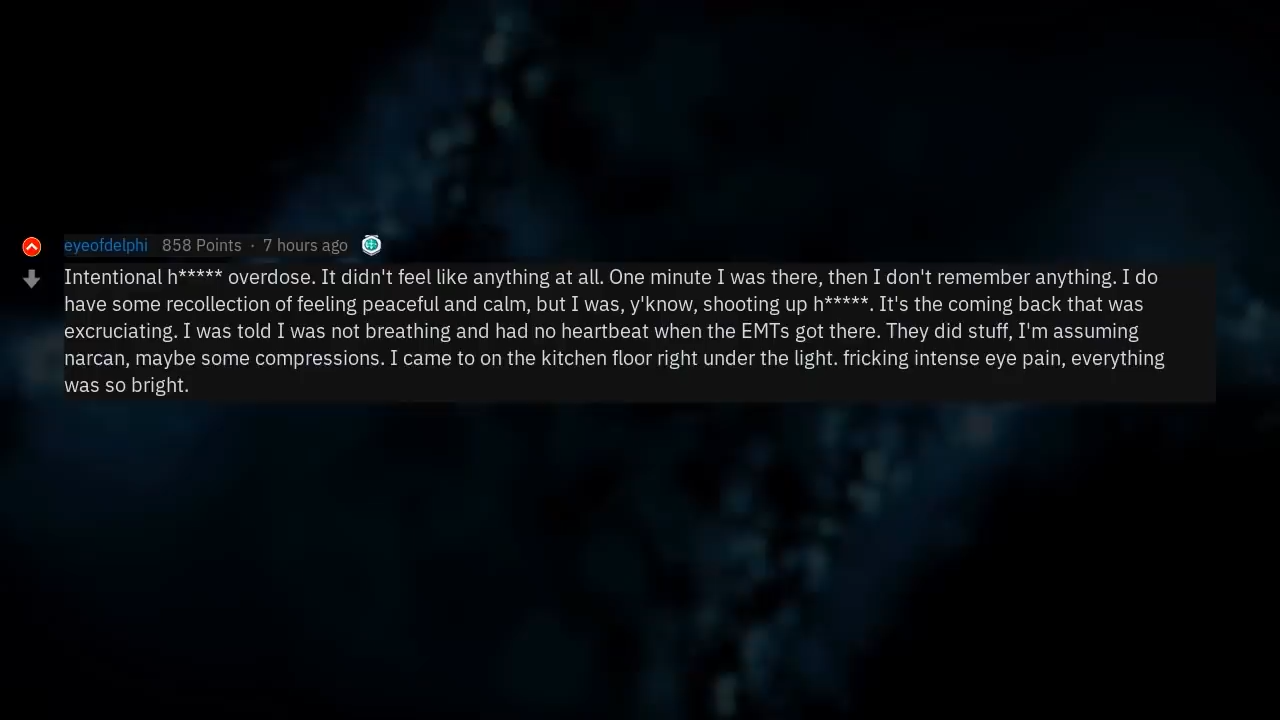 eyeofdelphi 858 Points · 7 hours ago
Intentional h***** overdose. It didn't feel like anything at all. One minute I was there, then I don't remember anything. I do
have some recollection of feeling peaceful and calm, but I was, y'know, shooting up h*****. It's the coming back that was
excruciating. I was told I was not breathing and had no heartbeat when the EMTs got there. They did stuff, I'm assuming
narcan, maybe some compressions. I came to on the kitchen floor right under the light. fricking intense eye pain, everything
was so bright.